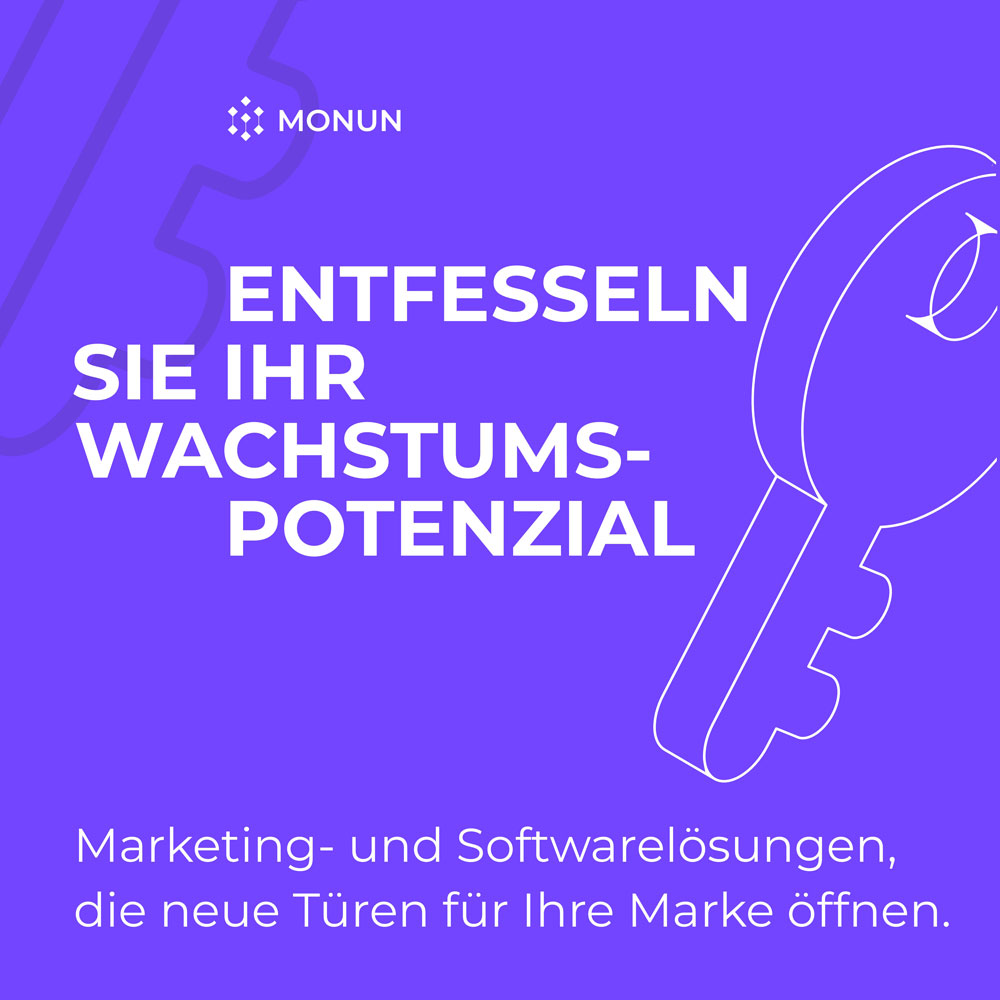 MONUN
ENTFESSELN
SIE IHR
WACHSTUMS-
POTENZIAL
Marketing- und Softwarelösungen,
die neue Türen für Ihre Marke öffnen.